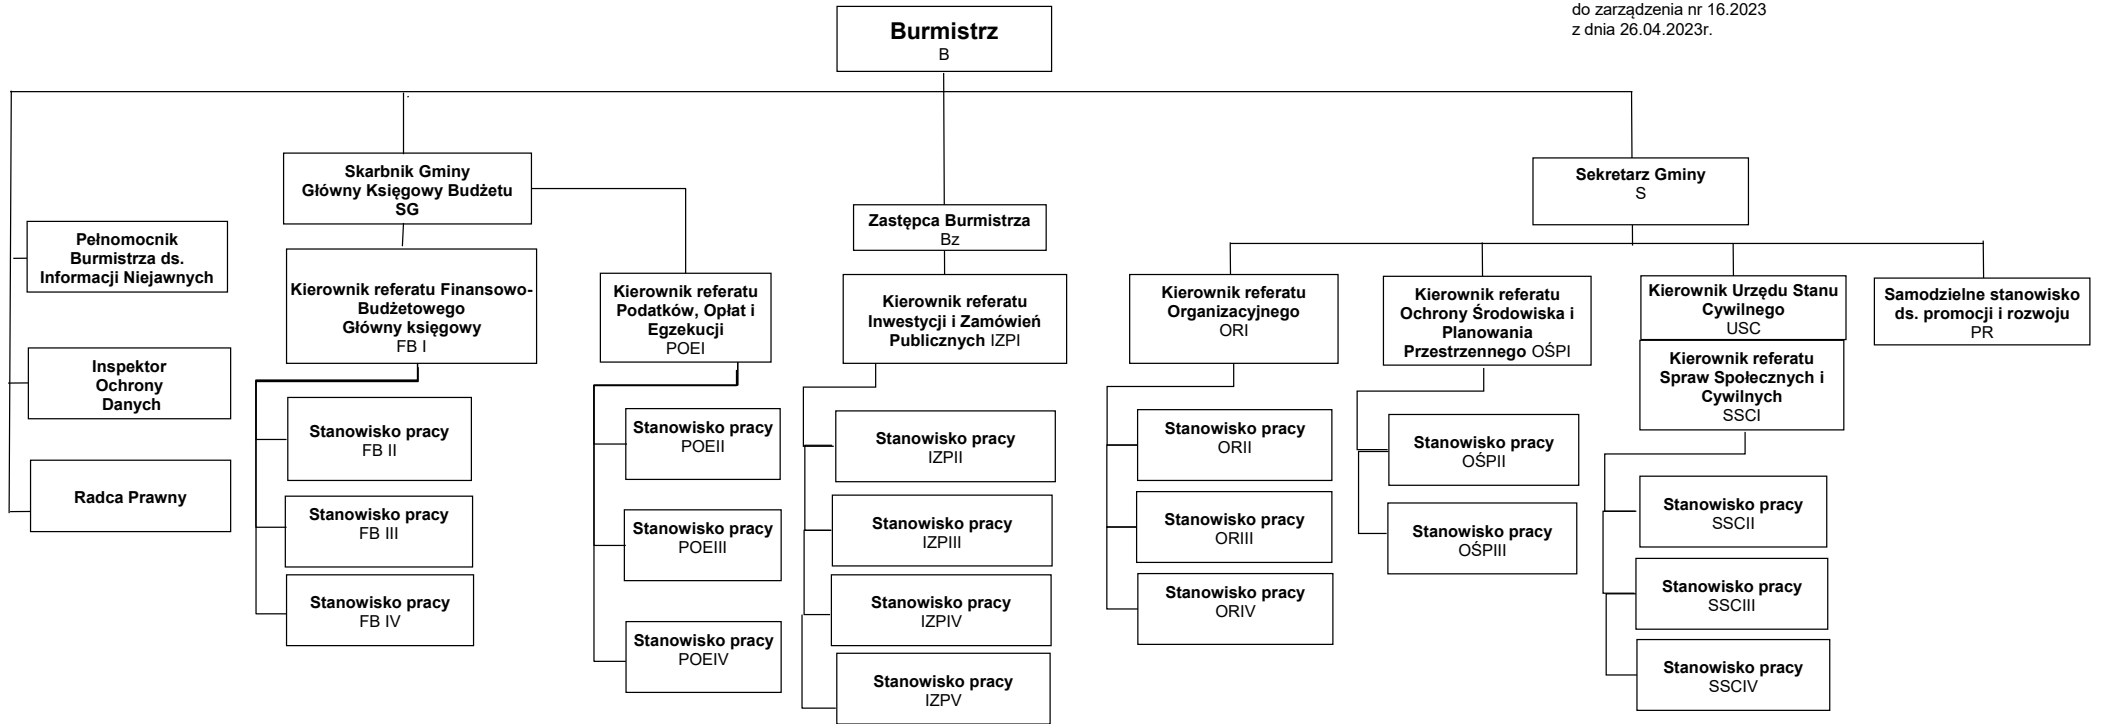 do zarządzenia nr 16.2023
z dnia 26.04.2023r.
Burmistrz
B
Skarbnik Gminy
Główny Księgowy Budżetu
SG
Sekretarz Gminy
S
Zastępca Burmistrza
Bz
Pełnomocnik
Burmistrza ds.
Informacji Niejawnych
Inspektor
Ochrony
Danych
Radca Prawny
Kierownik referatu Finansowo-
Budżetowego
Główny księgowy
FB I
Stanowisko pracy
FB II
Stanowisko pracy
FB III
Stanowisko pracy
FB IV
Kierownik referatu
Podatków, Opłat i
Egzekucji
POEI
Stanowisko pracy
POEII
Stanowisko pracy
POEIII
Stanowisko pracy
POEIV
Kierownik referatu
Inwestycji i Zamówień
Publicznych IZPI
Stanowisko pracy
IZPII
Stanowisko pracy
IZPIII
Stanowisko pracy
IZPIV
Stanowisko pracy
IZPV
Kierownik referatu
Organizacyjnego
ORI
Stanowisko pracy
ORII
Stanowisko pracy
ORIII
Stanowisko pracy
ORIV
Kierownik referatu
Ochrony Środowiska i
Planowania
Przestrzennego OŚPI
Stanowisko pracy
OŚPII
Stanowisko pracy
OŚPIII
Kierownik Urzędu Stanu
Cywilnego
USC
Kierownik referatu
Spraw Społecznych i
Cywilnych
SSCI
Stanowisko pracy
SSCII
Stanowisko pracy
SSCIII
Stanowisko pracy
SSCIV
Samodzielne stanowisko
ds. promocji i rozwoju
PR